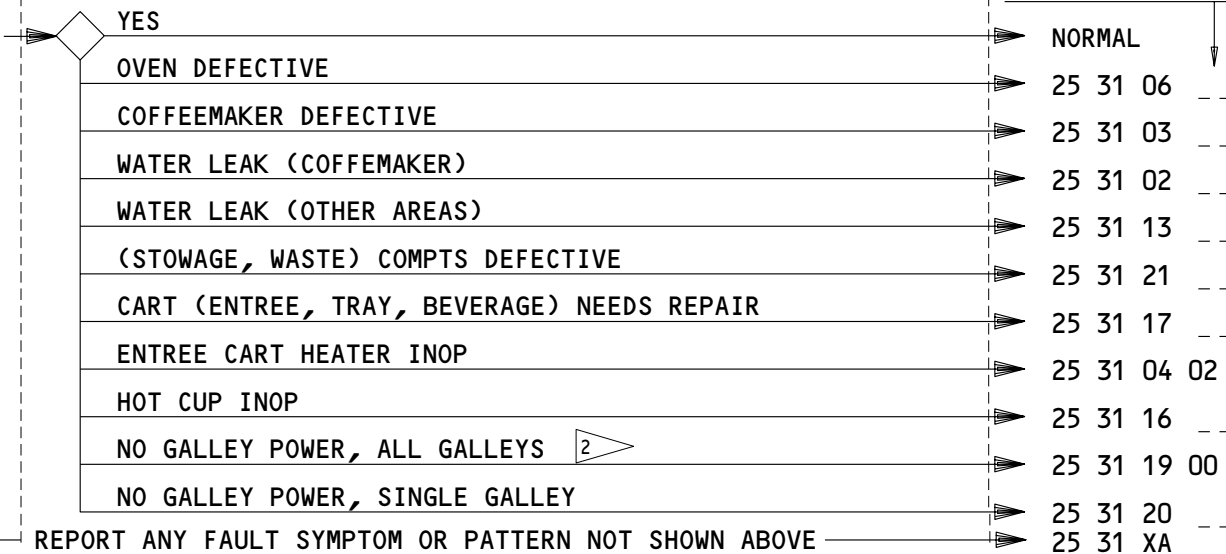 YES NORMAL
OVEN DEFECTIVE 25 31 06 _ _
COFFEEMAKER DEFECTIVE 25 31 03 _ _
WATER LEAK (COFFEMAKER) 25 31 02 _ _
WATER LEAK (OTHER AREAS) 25 31 13 _ _
(STOWAGE, WASTE) COMPTS DEFECTIVE 25 31 21 _ _
CART (ENTREE, TRAY, BEVERAGE) NEEDS REPAIR 25 31 17 _ _
ENTREE CART HEATER INOP 25 31 04 02
HOT CUP INOP 25 31 16 _ _
NO GALLEY POWER, ALL GALLEYS 2 25 31 19 00
NO GALLEY POWER, SINGLE GALLEY 25 31 20 _ _
REPORT ANY FAULT SYMPTOM OR PATTERN NOT SHOWN ABOVE 25 31 XA